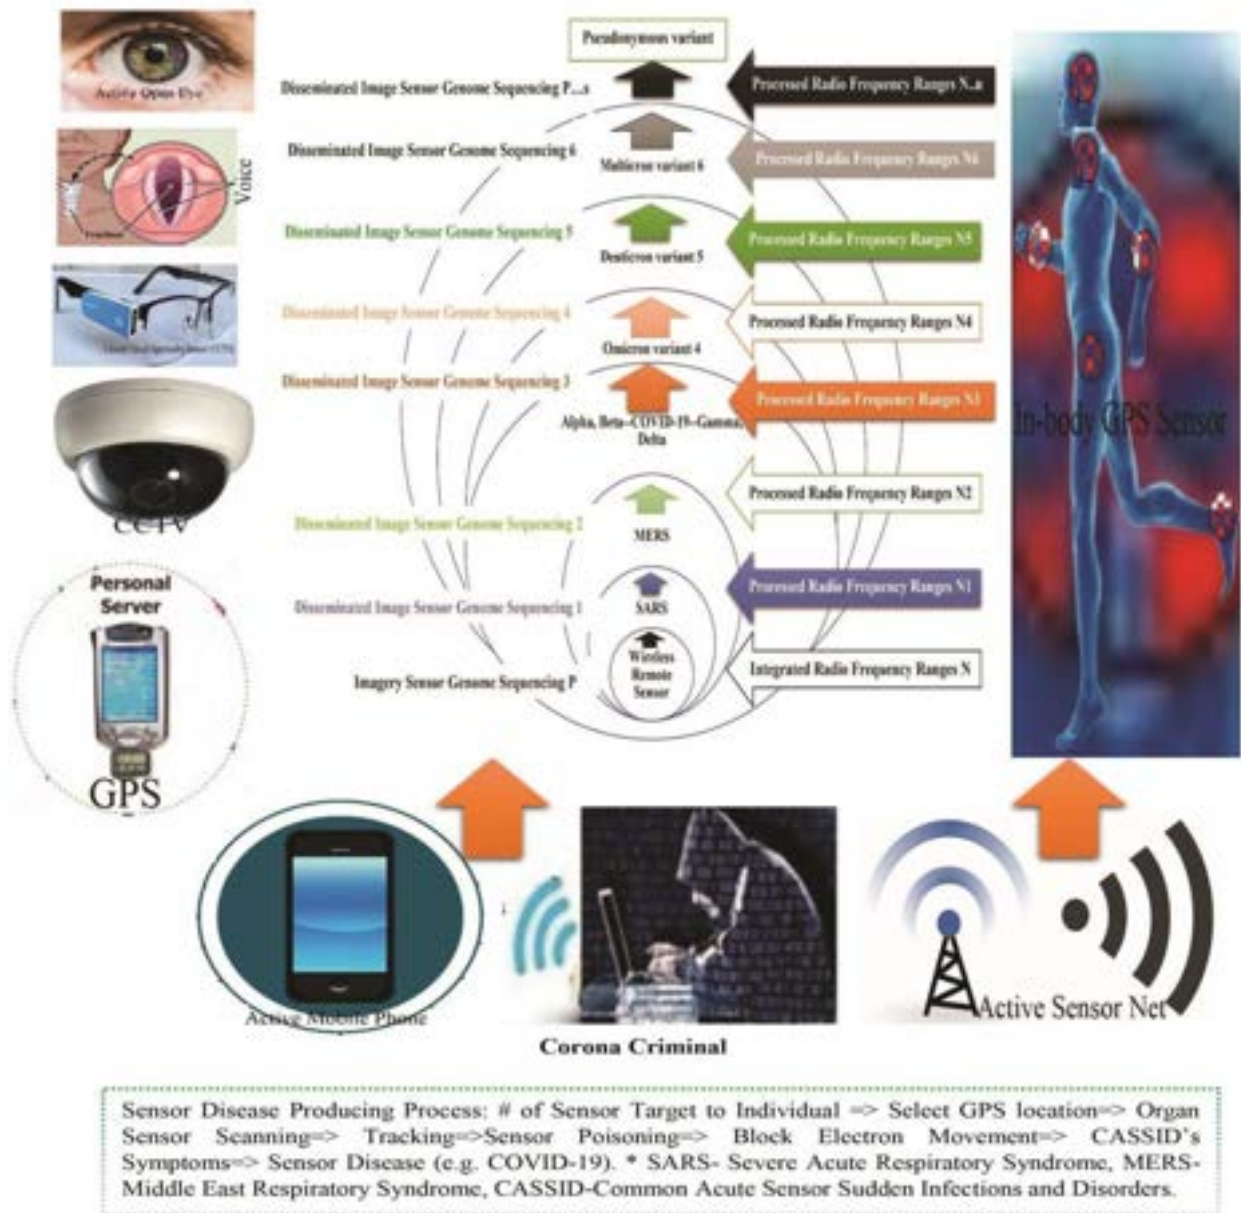 Pseudonymous variant
Active Open Eye
Disseminated Image Sensor Genome Sequencing P...s
Processed Radio Frequency Ranges N..n
Disseminated Image Sensor Genome Sequencing 6
Multicron variant 6
Processed Radio Frequency Ranges N6
Voice
Disseminated Image Sensor Genome Sequencing 5
Denticron variant 5
Processed Radio Frequency Ranges N5
Disseminated Image Sensor Genome Sequencing 4
Omicron variant 4
Processed Radio Frequency Ranges N4
Disseminated Image Sensor Genome Sequencing 3
Alpha, Beta–COVID-19–Gamma,
Delta
Processed Radio Frequency Ranges N3
In-body GPS Sensor
CCTV
Disseminated Image Sensor Genome Sequencing 2
MERS
Processed Radio Frequency Ranges N2
Personal
Server
GPS
Disseminated Image Sensor Genome Sequencing 1
SARS
Processed Radio Frequency Ranges N1
Imagery Sensor Genome Sequencing P
Wireless
Remote
Sensor
Integrated Radio Frequency Ranges N
Active Mobile Phone
Corona Criminal
Active Sensor Net
Sensor Disease Producing Process: # of Sensor Target to Individual => Select GPS location=> Organ
Sensor Scanning=> Tracking=>Sensor Poisoning=> Block Electron Movement=> CASSID's
Symptoms=> Sensor Disease (e.g. COVID-19). * SARS- Severe Acute Respiratory Syndrome, MERS-
Middle East Respiratory Syndrome, CASSID-Common Acute Sensor Sudden Infections and Disorders.